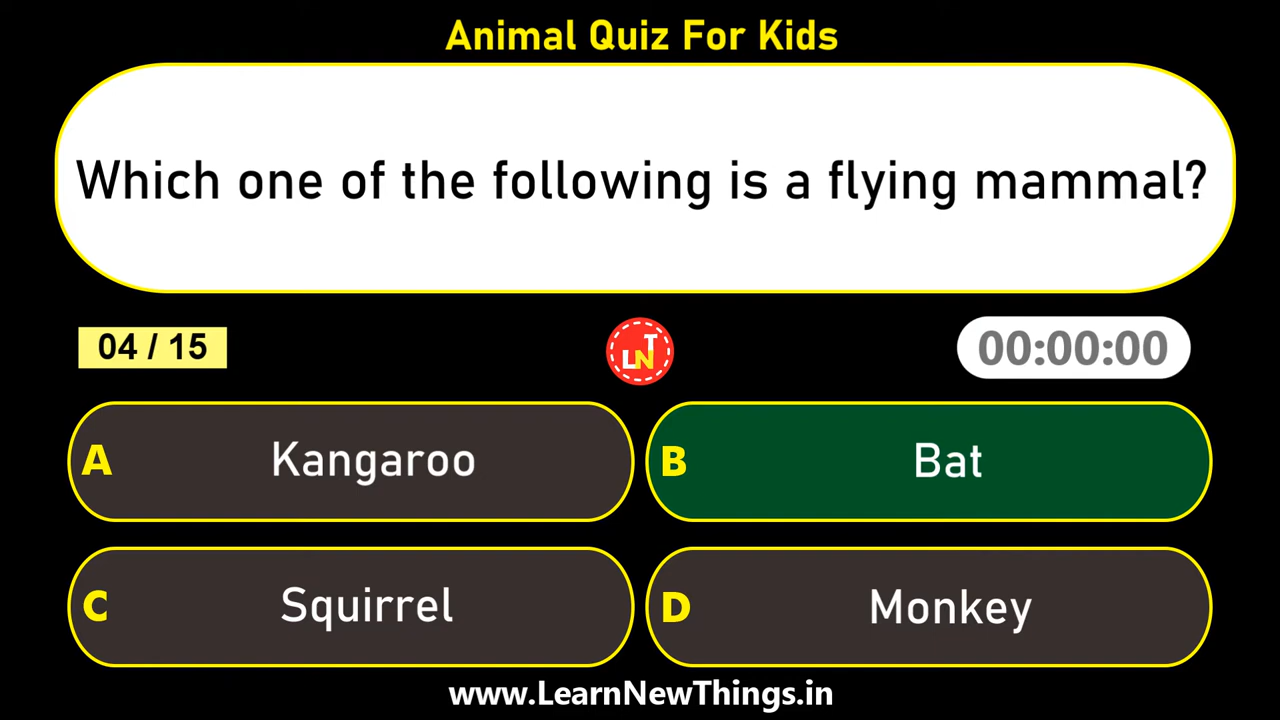 Animal Quiz For Kids
Which one of the following is a flying mammal?
04 / 15
LNT
00:00:00
A Kangaroo
B Bat
C Squirrel
D Monkey
www.LearnNewThings.in